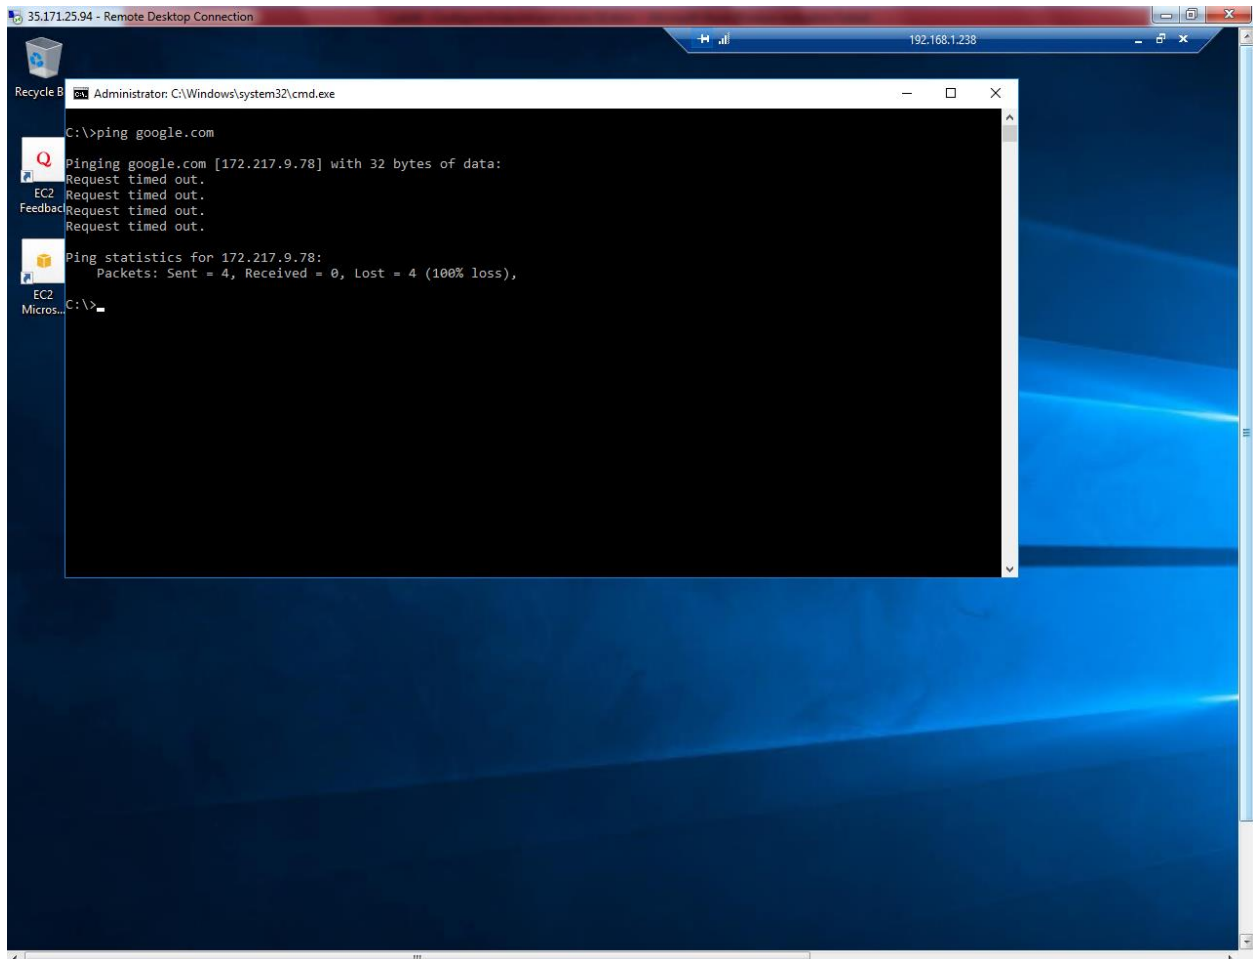 35.171.25.94 - Remote Desktop Connection
192.168.1.238
Recycle B
Administrator: C:\Windows\system32\cmd.exe
C:\>ping google.com
Pinging google.com [172.217.9.78] with 32 bytes of data:
Request timed out.
Request timed out.
Request timed out.
Request timed out.
Ping statistics for 172.217.9.78:
Packets: Sent = 4, Received = 0, Lost = 4 (100% loss),
C:\>
Q
EC2
Feedbac
EC2
Micros...